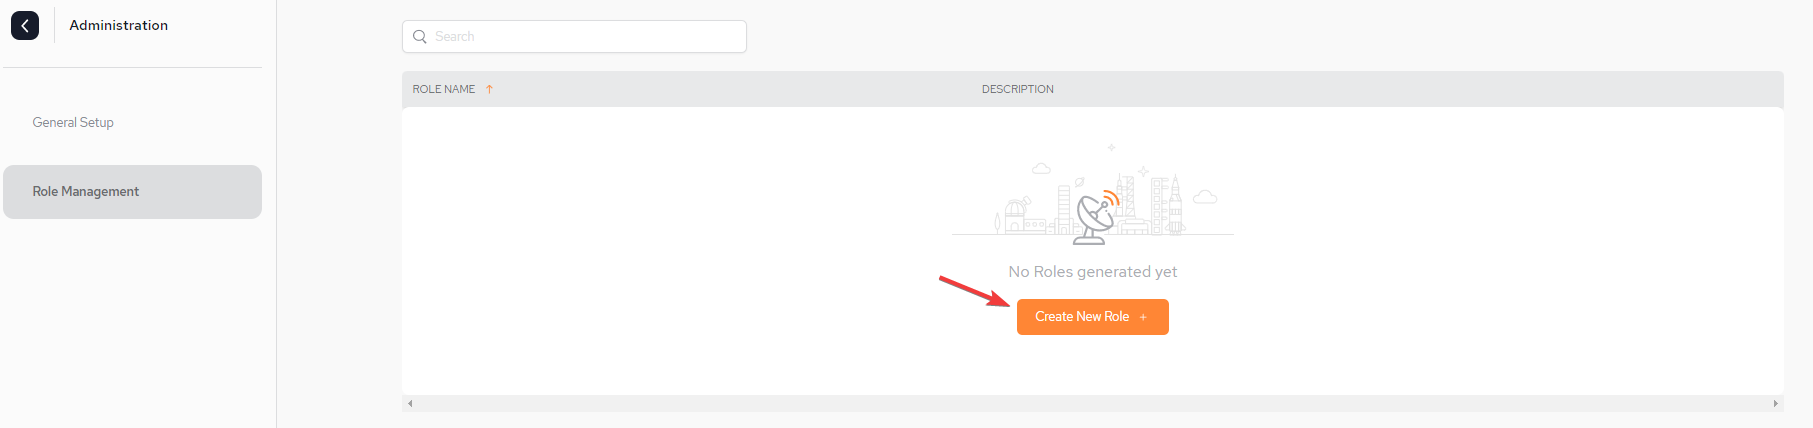 Administration
General Setup
Role Management
Search
ROLE NAME ↑
DESCRIPTION
No Roles generated yet
Create New Role +